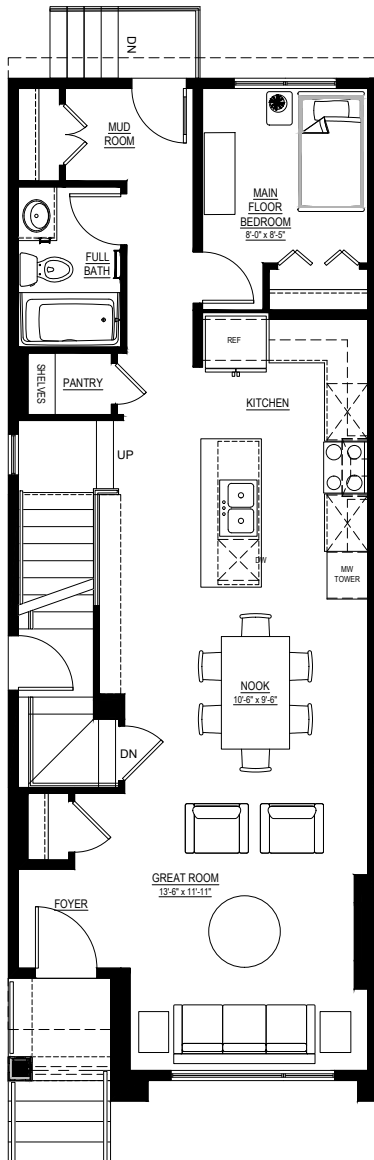 DN
MUD
ROOM
MAIN
FLOOR
BEDROOM
8'-0" x 8'-5"
FULL
BATH
REF
SHELVES
PANTRY
KITCHEN
UP
DW
MW
TOWER
NOOK
10'-6" x 9'-6"
DN
GREAT ROOM
13'-6" x 11'-11"
FOYER